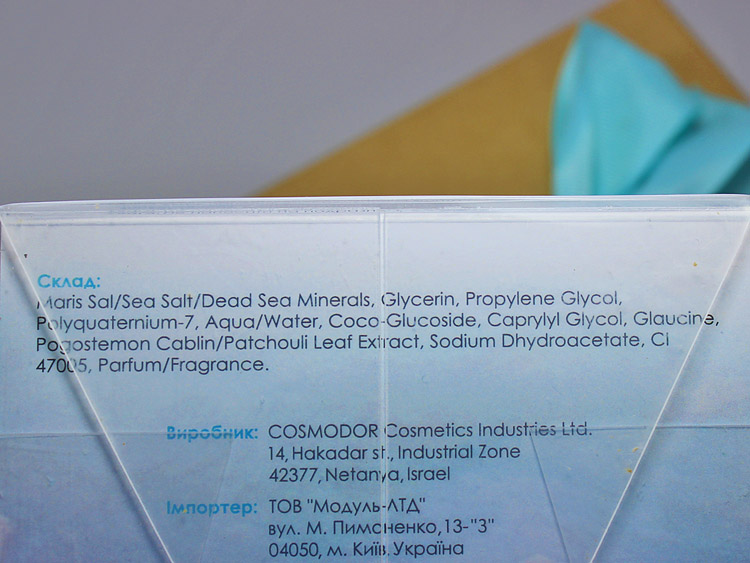 Склад:
Maris Sal/Sea Salt/Dead Sea Minerals, Glycerin, Propylene Glycol,
Polyquaternium-7, Aqua/Water, Coco-Glucoside, Caprylyl Glycol, Glaucine,
Pogostemon Cablin/Patchouli Leaf Extract, Sodium Dhydroacetate, CI
47005, Parfum/Fragrance.
Виробник: COSMODOR Cosmetics Industries Ltd.
14, Hakadar st., Industrial Zone
42377, Netanya, Israel
Імпортер: ТОВ "Модуль-ЛТД"
вул. М. Пимоненко,13-"З"
04050, м. Київ, Україна